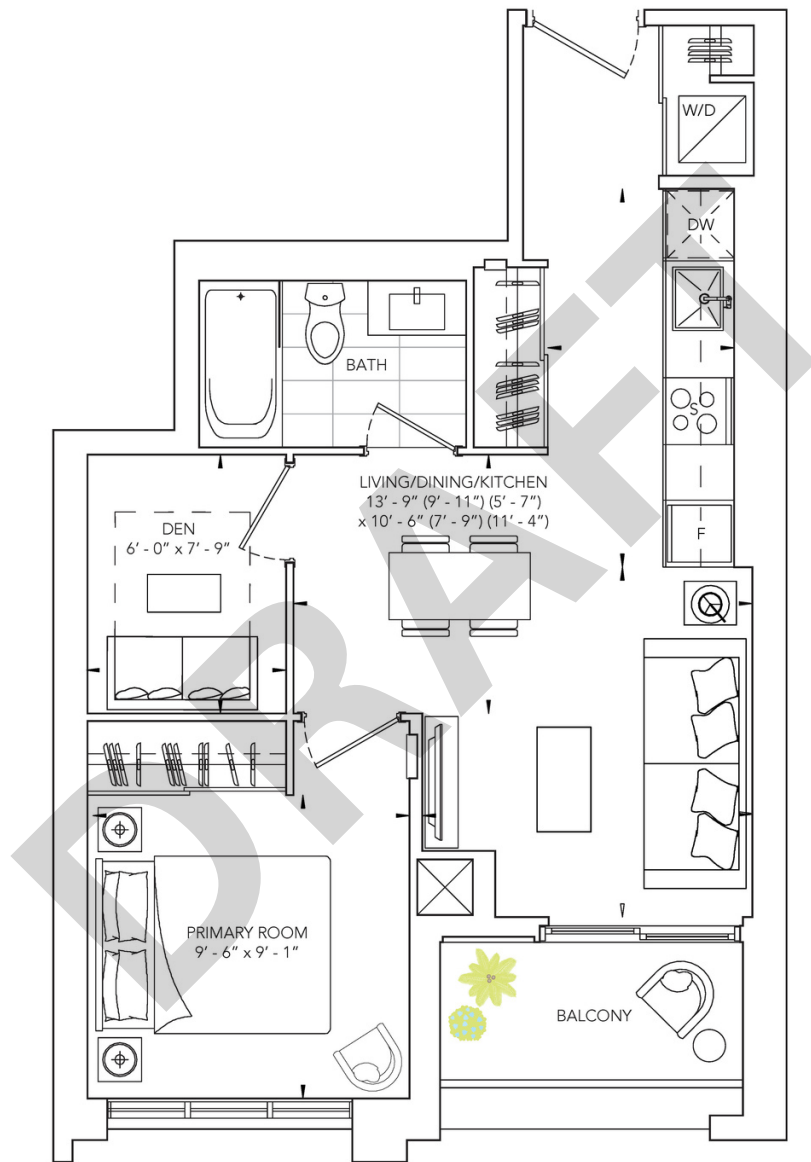 W/D
DW
BATH
S
LIVING/DINING/KITCHEN
13' - 9" (9' - 11") (5' - 7")
x 10' - 6" (7' - 9") (11' - 4")
DEN
6' - 0" x 7' - 9"
F
PRIMARY ROOM
9' - 6" x 9' - 1"
BALCONY
DRAFT